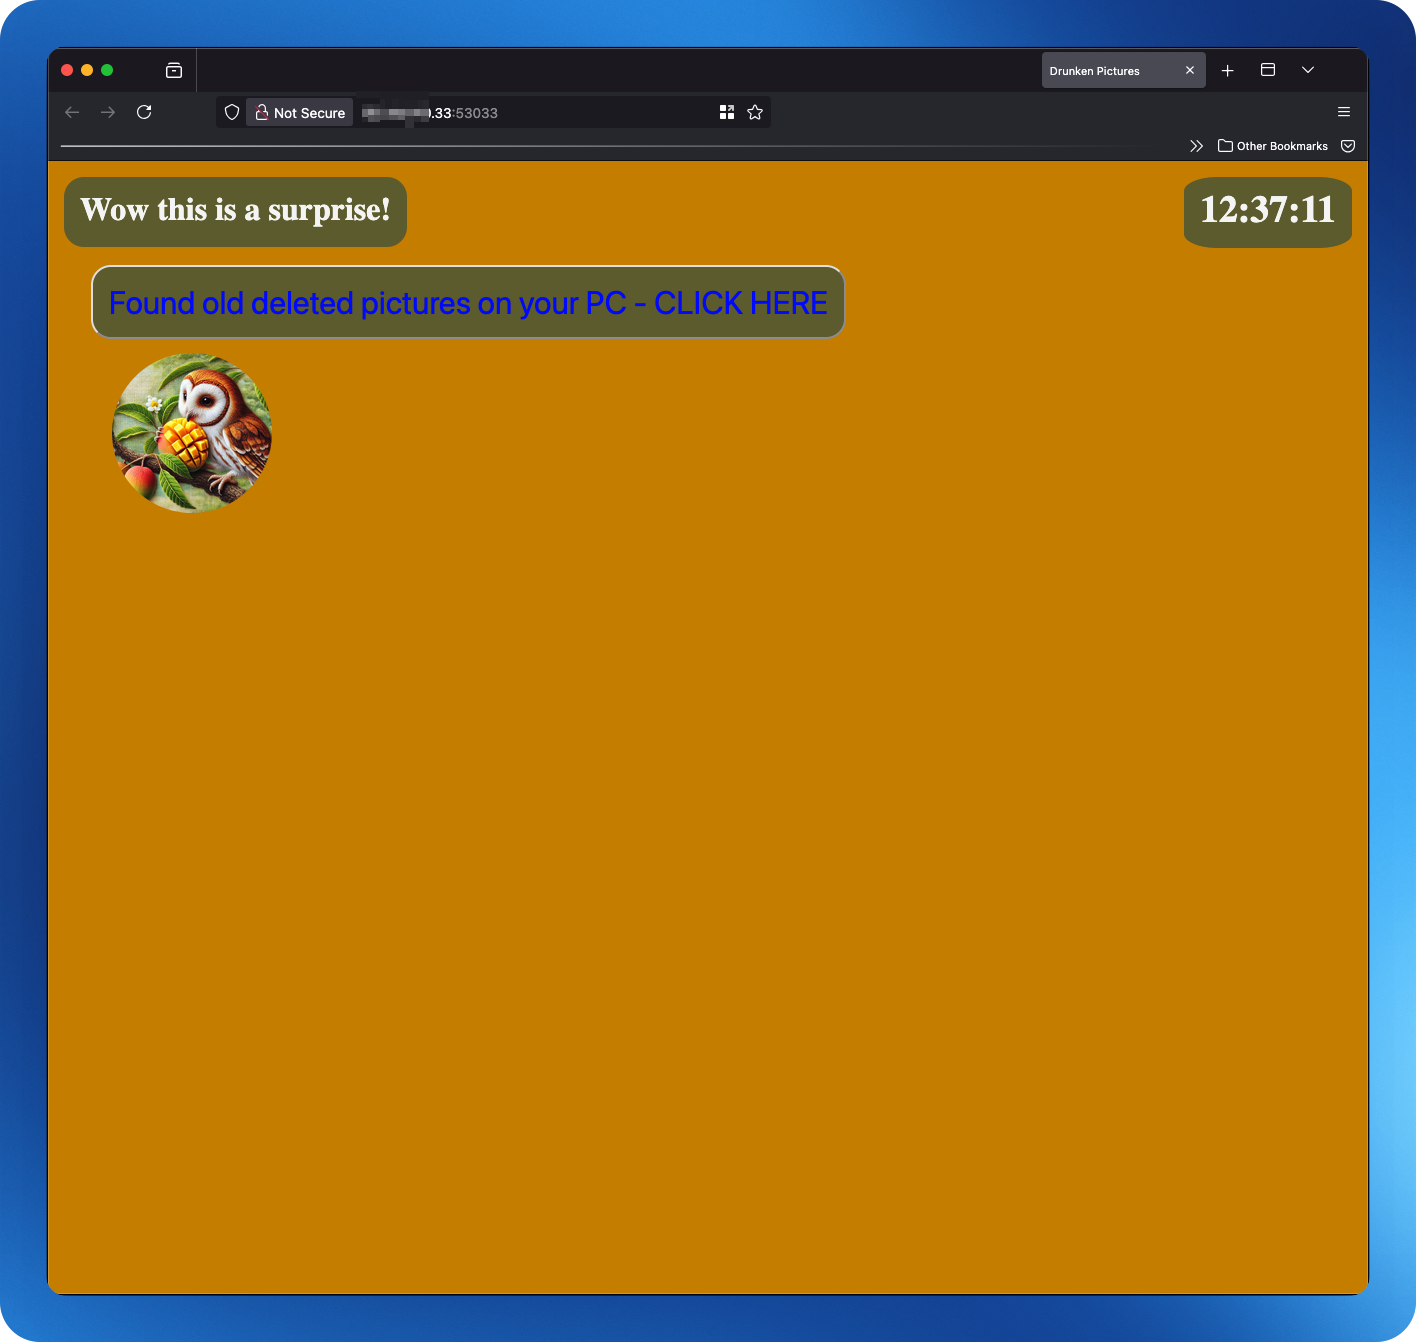 Drunken Pictures
Not Secure
.33:53033
Other Bookmarks
Wow this is a surprise!
12:37:11
Found old deleted pictures on your PC - CLICK HERE